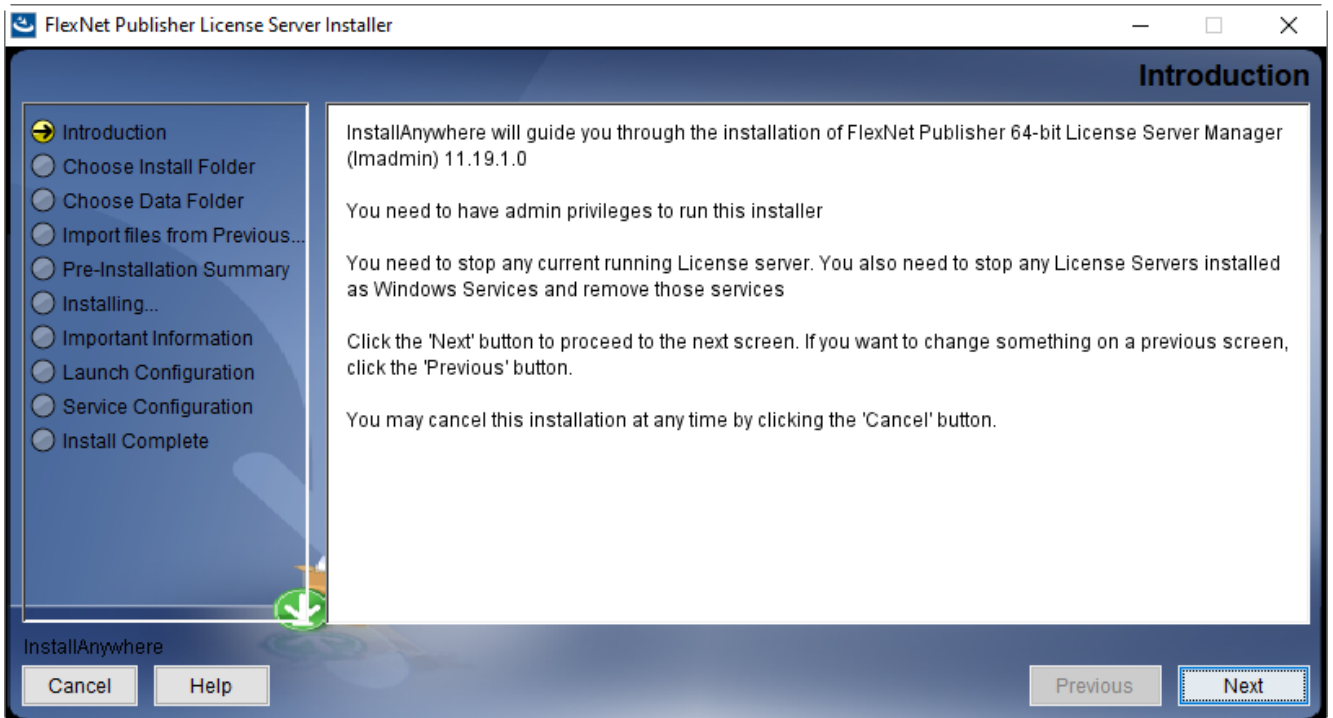 FlexNet Publisher License Server Installer
Introduction
Introduction
Choose Install Folder
Choose Data Folder
Import files from Previous...
Pre-Installation Summary
Installing...
Important Information
Launch Configuration
Service Configuration
Install Complete
InstallAnywhere will guide you through the installation of FlexNet Publisher 64-bit License Server Manager
(lmadmin) 11.19.1.0
You need to have admin privileges to run this installer
You need to stop any current running License server. You also need to stop any License Servers installed
as Windows Services and remove those services
Click the 'Next' button to proceed to the next screen. If you want to change something on a previous screen,
click the 'Previous' button.
You may cancel this installation at any time by clicking the 'Cancel' button.
InstallAnywhere
Cancel
Help
Previous
Next